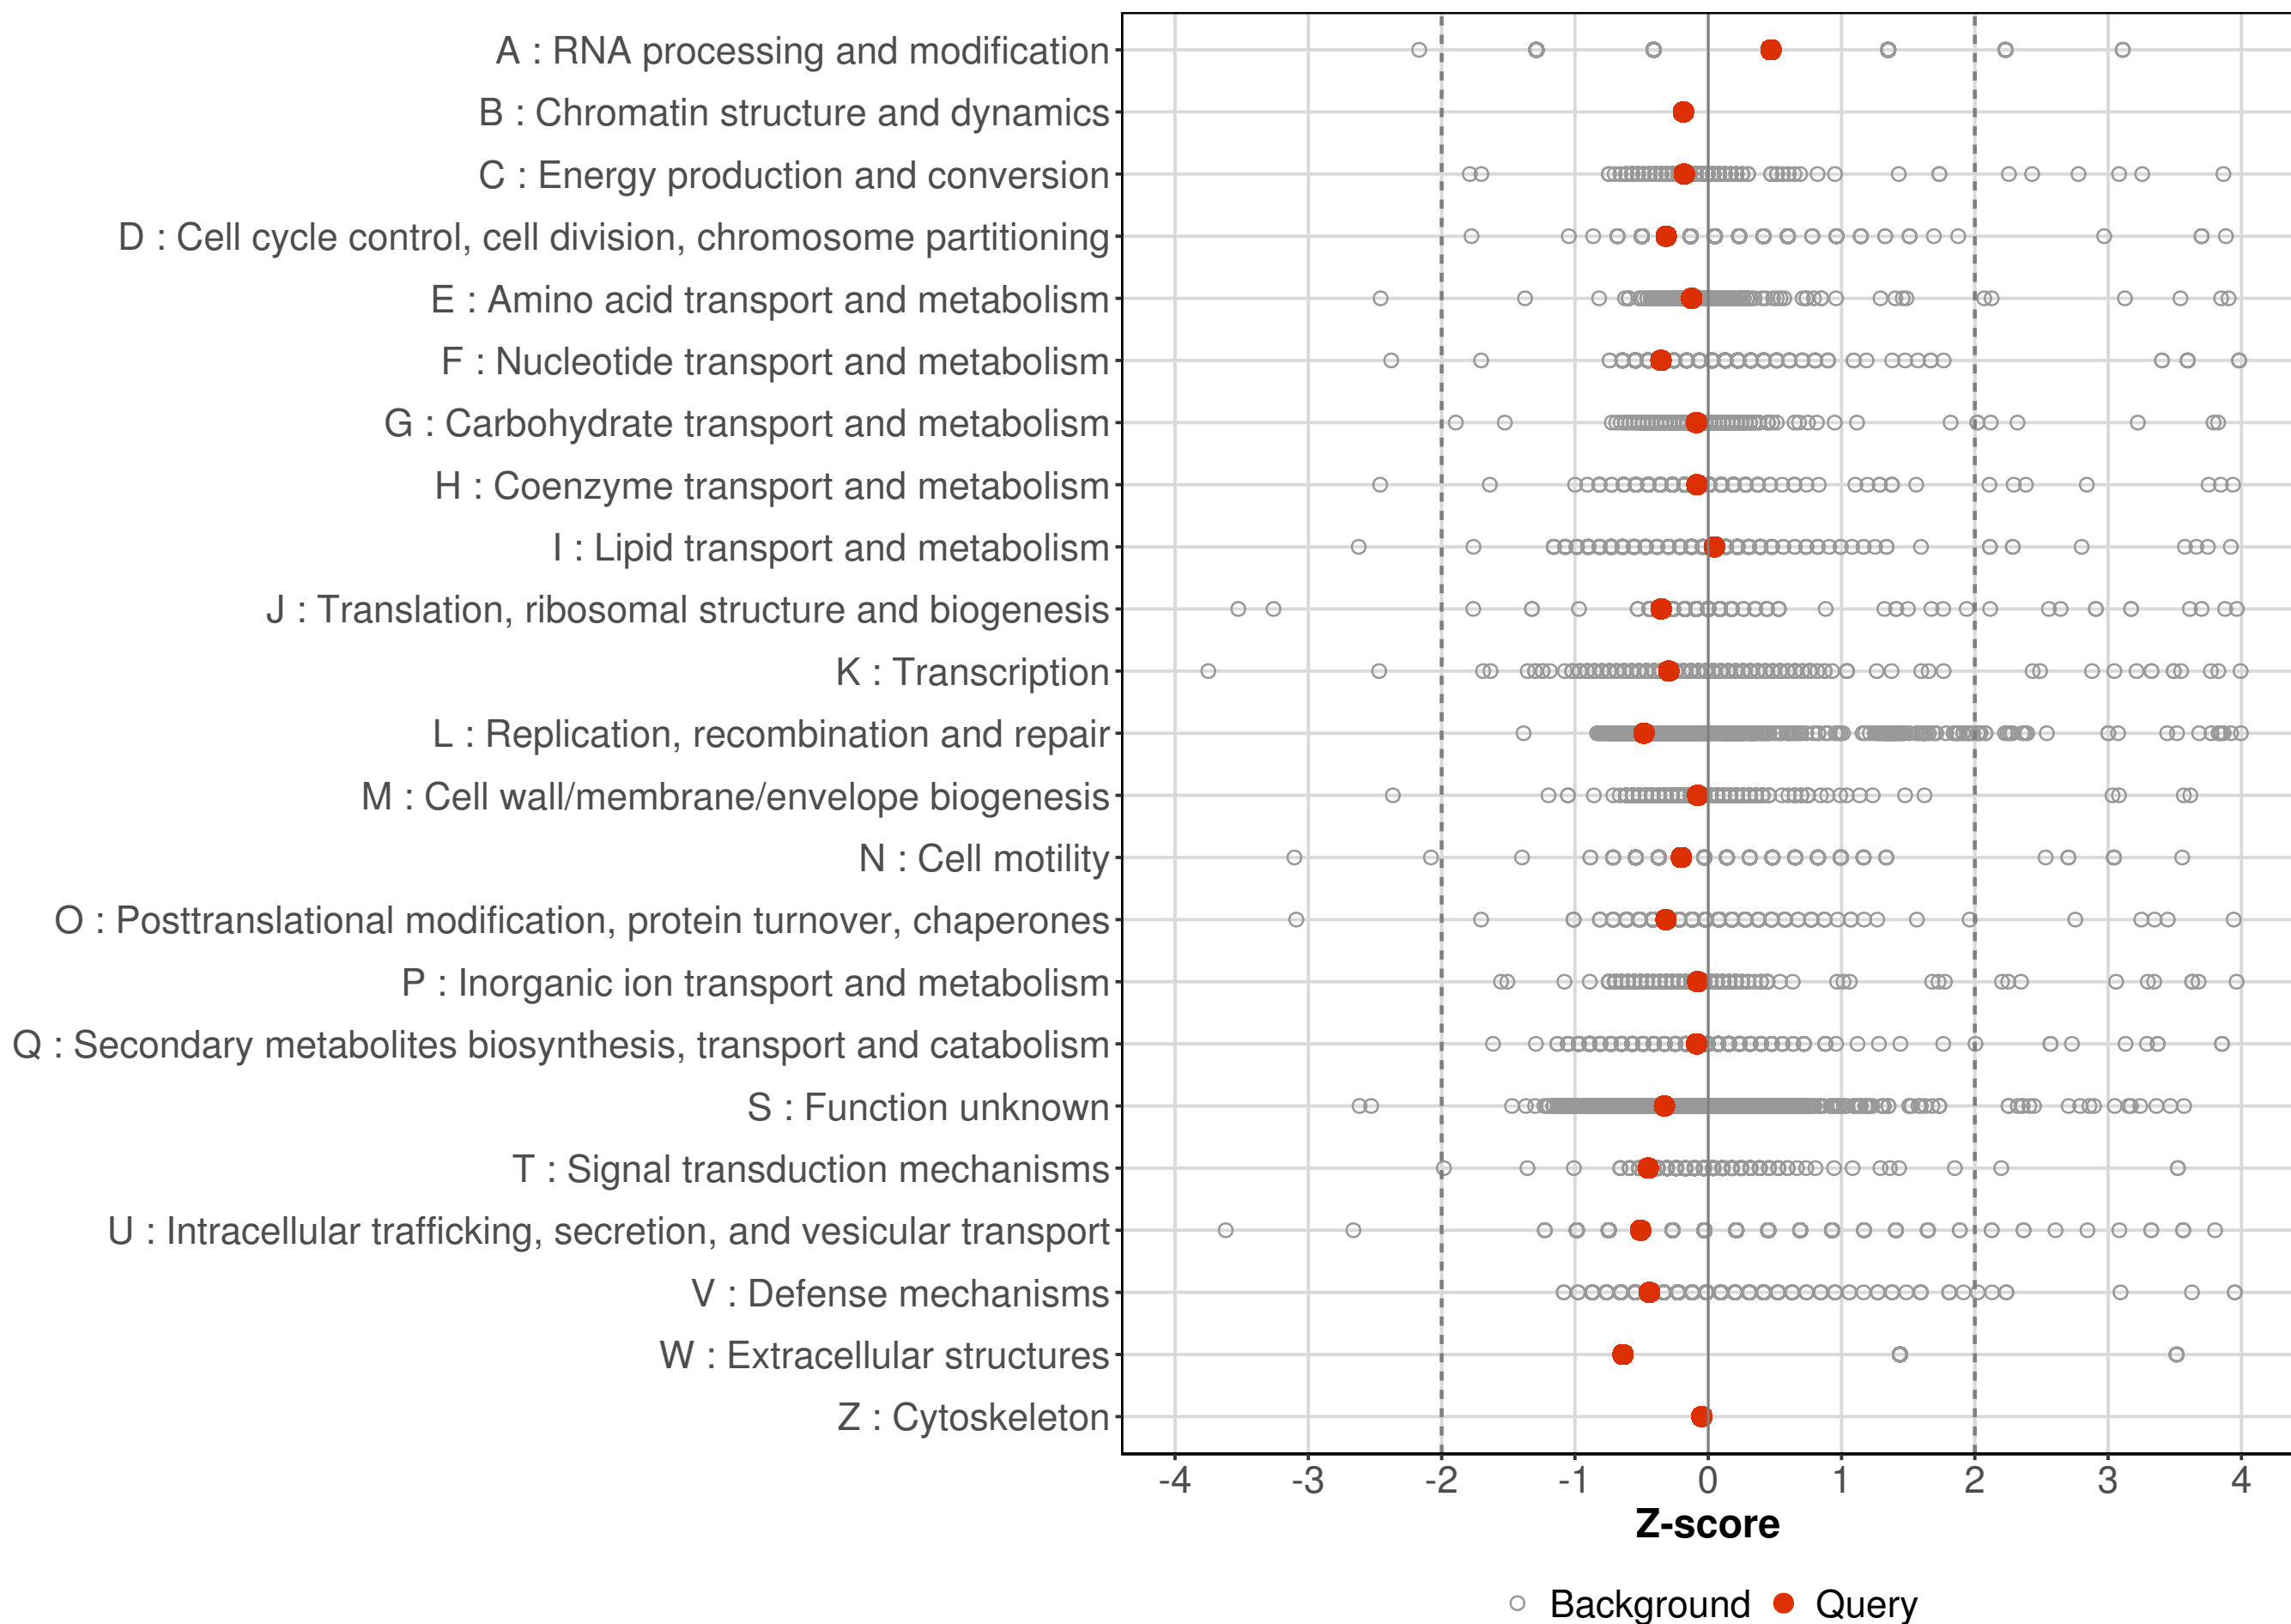 A : RNA processing and modification
B : Chromatin structure and dynamics
C : Energy production and conversion
D : Cell cycle control, cell division, chromosome partitioning
E : Amino acid transport and metabolism
F : Nucleotide transport and metabolism
G : Carbohydrate transport and metabolism
H : Coenzyme transport and metabolism
I : Lipid transport and metabolism
J : Translation, ribosomal structure and biogenesis
K : Transcription
L : Replication, recombination and repair
M : Cell wall/membrane/envelope biogenesis
N : Cell motility
O : Posttranslational modification, protein turnover, chaperones
P : Inorganic ion transport and metabolism
Q : Secondary metabolites biosynthesis, transport and catabolism
S : Function unknown
T : Signal transduction mechanisms
U : Intracellular trafficking, secretion, and vesicular transport
V : Defense mechanisms
W : Extracellular structures
Z : Cytoskeleton
-4 -3 -2 -1 0 1 2 3 4
Z-score
Background Query